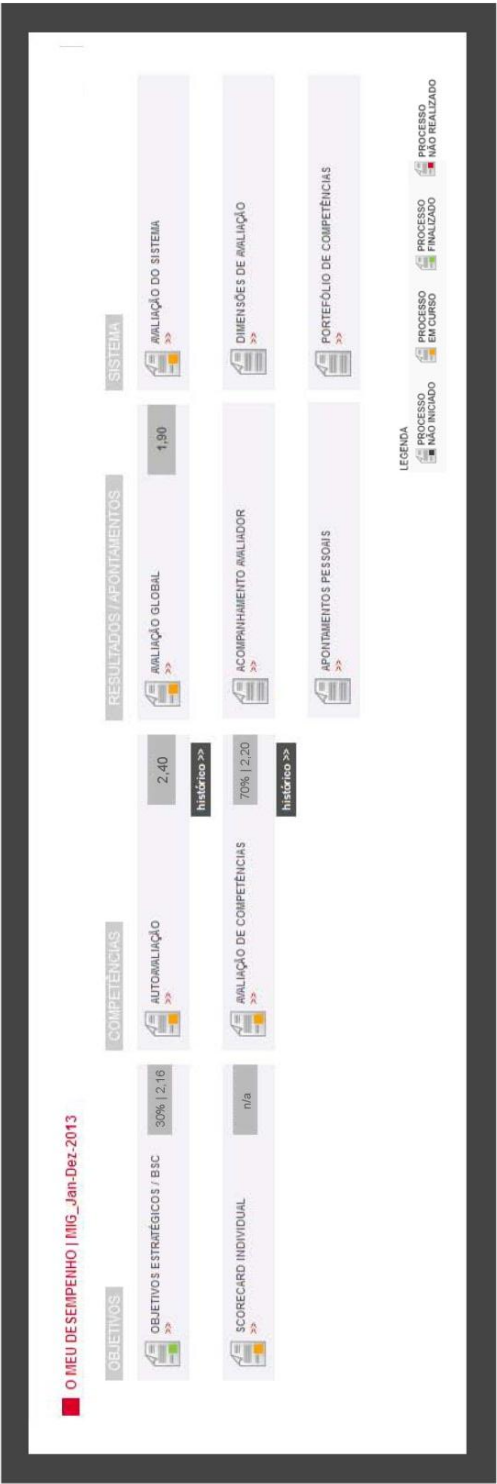 O MEU DESEMPENHO | MIG_Jan-Dez-2013
OBJETIVOS
OBJETIVOS ESTRATÉGICOS / BSC
>>
30% | 2,16
SCORECARD INDIVIDUAL
>>
n/a
COMPETÊNCIAS
AUTOAVALIAÇÃO
>>
2,40
histórico >>
AVALIAÇÃO DE COMPETÊNCIAS
>>
70% | 2,20
histórico >>
RESULTADOS / APONTAMENTOS
AVALIAÇÃO GLOBAL
>>
1,90
ACOMPANHAMENTO AVALIADOR
>>
APONTAMENTOS PESSOAIS
>>
SISTEMA
AVALIAÇÃO DO SISTEMA
>>
DIMENSÕES DE AVALIAÇÃO
>>
PORTEFÓLIO DE COMPETÊNCIAS
>>
LEGENDA
PROCESSO
NÃO INICIADO
PROCESSO
EM CURSO
PROCESSO
FINALIZADO
PROCESSO
NÃO REALIZADO